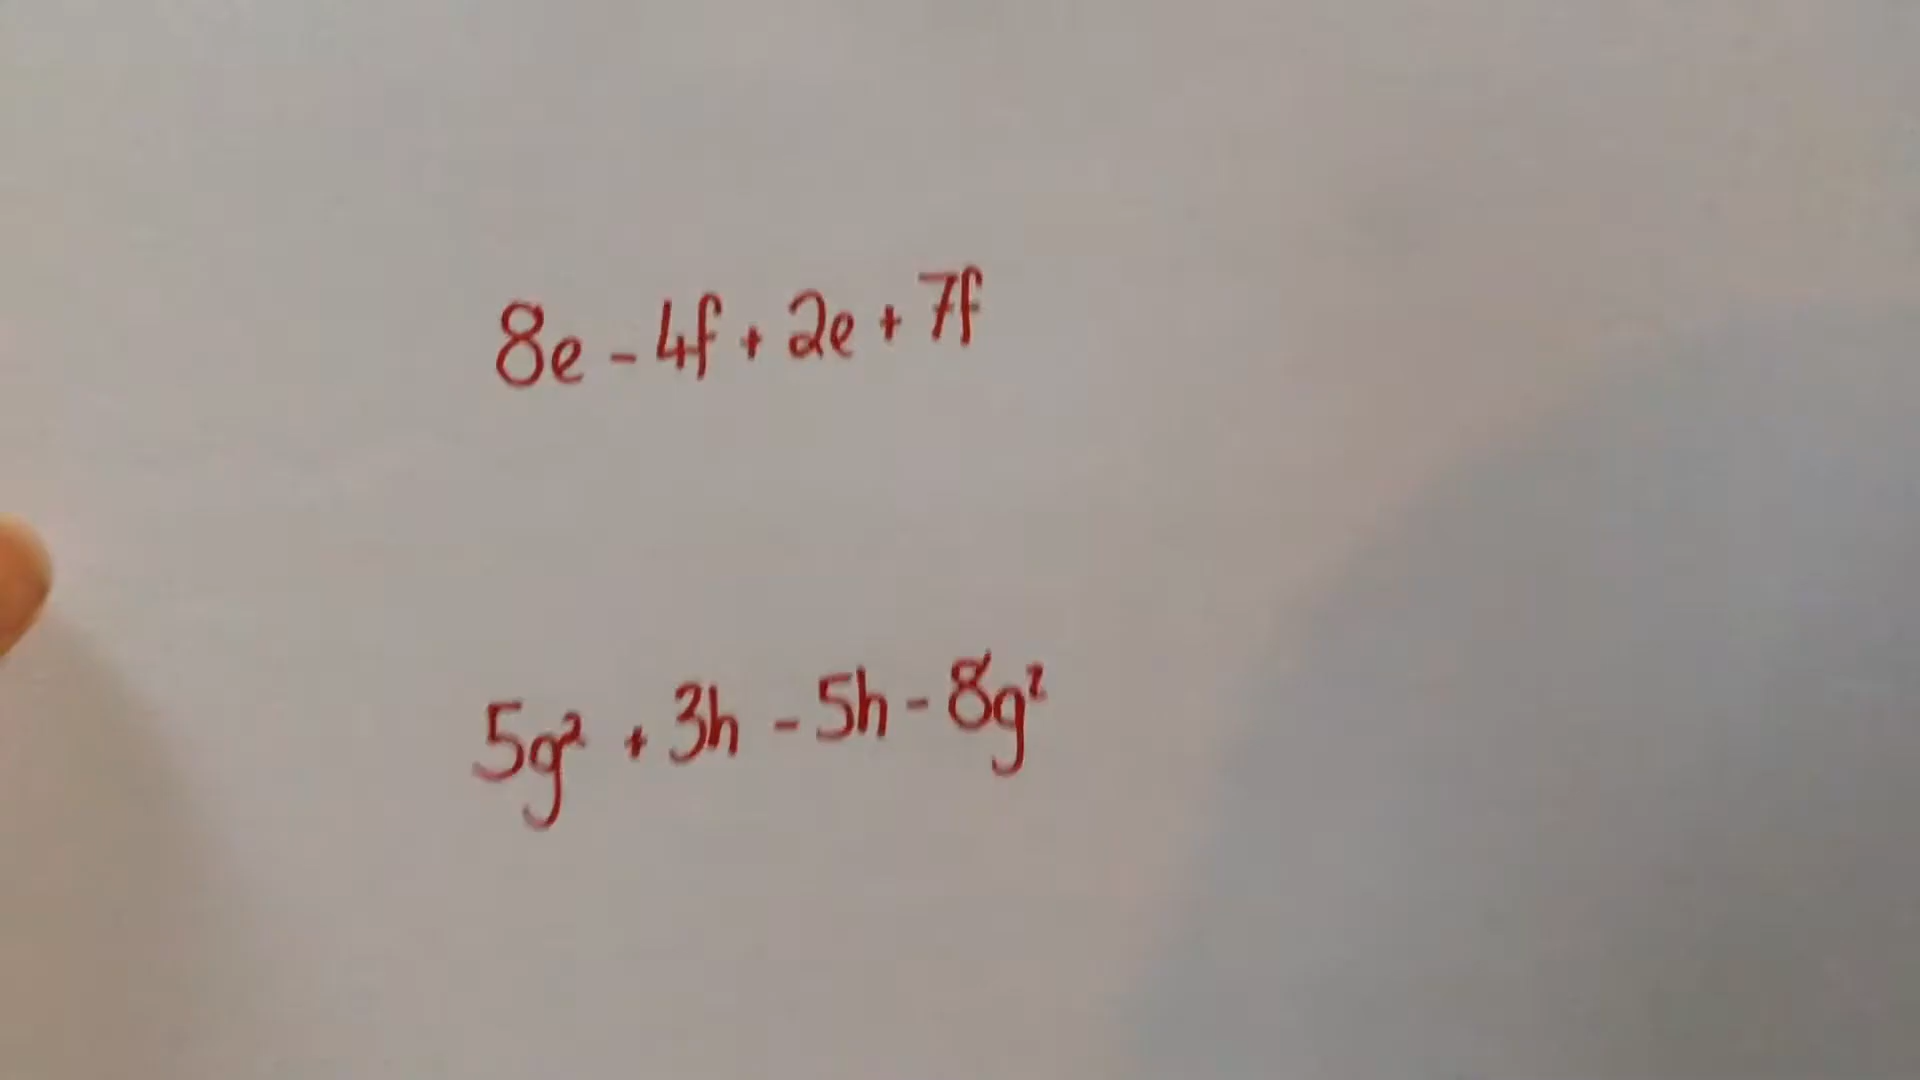 8e - 4f + 2e + 7f
5g² + 3h - 5h - 8g²